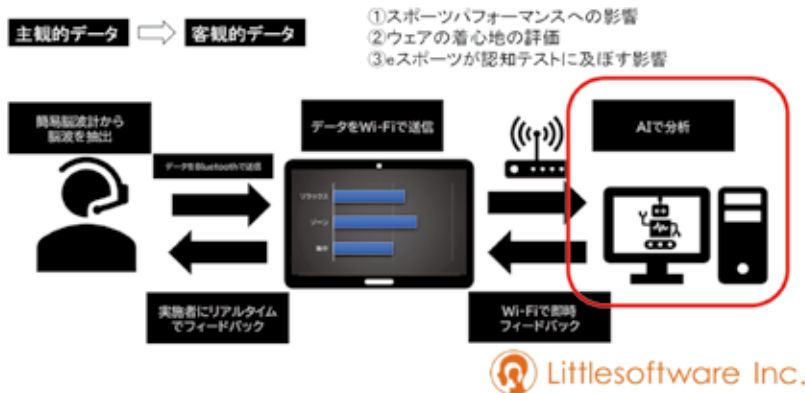 主観的データ
客観的データ
①スポーツパフォーマンスへの影響
②ウェアの着心地の評価
③eスポーツが認知テストに及ぼす影響
簡易脳波計から
脳波を抽出
データをBluetoothで送信
データをWi-Fiで送信
AIで分析
リラックス
ゾーン
集中
実施者にリアルタイム
でフィードバック
Wi-Fiで即時
フィードバック
Littlesoftware Inc.